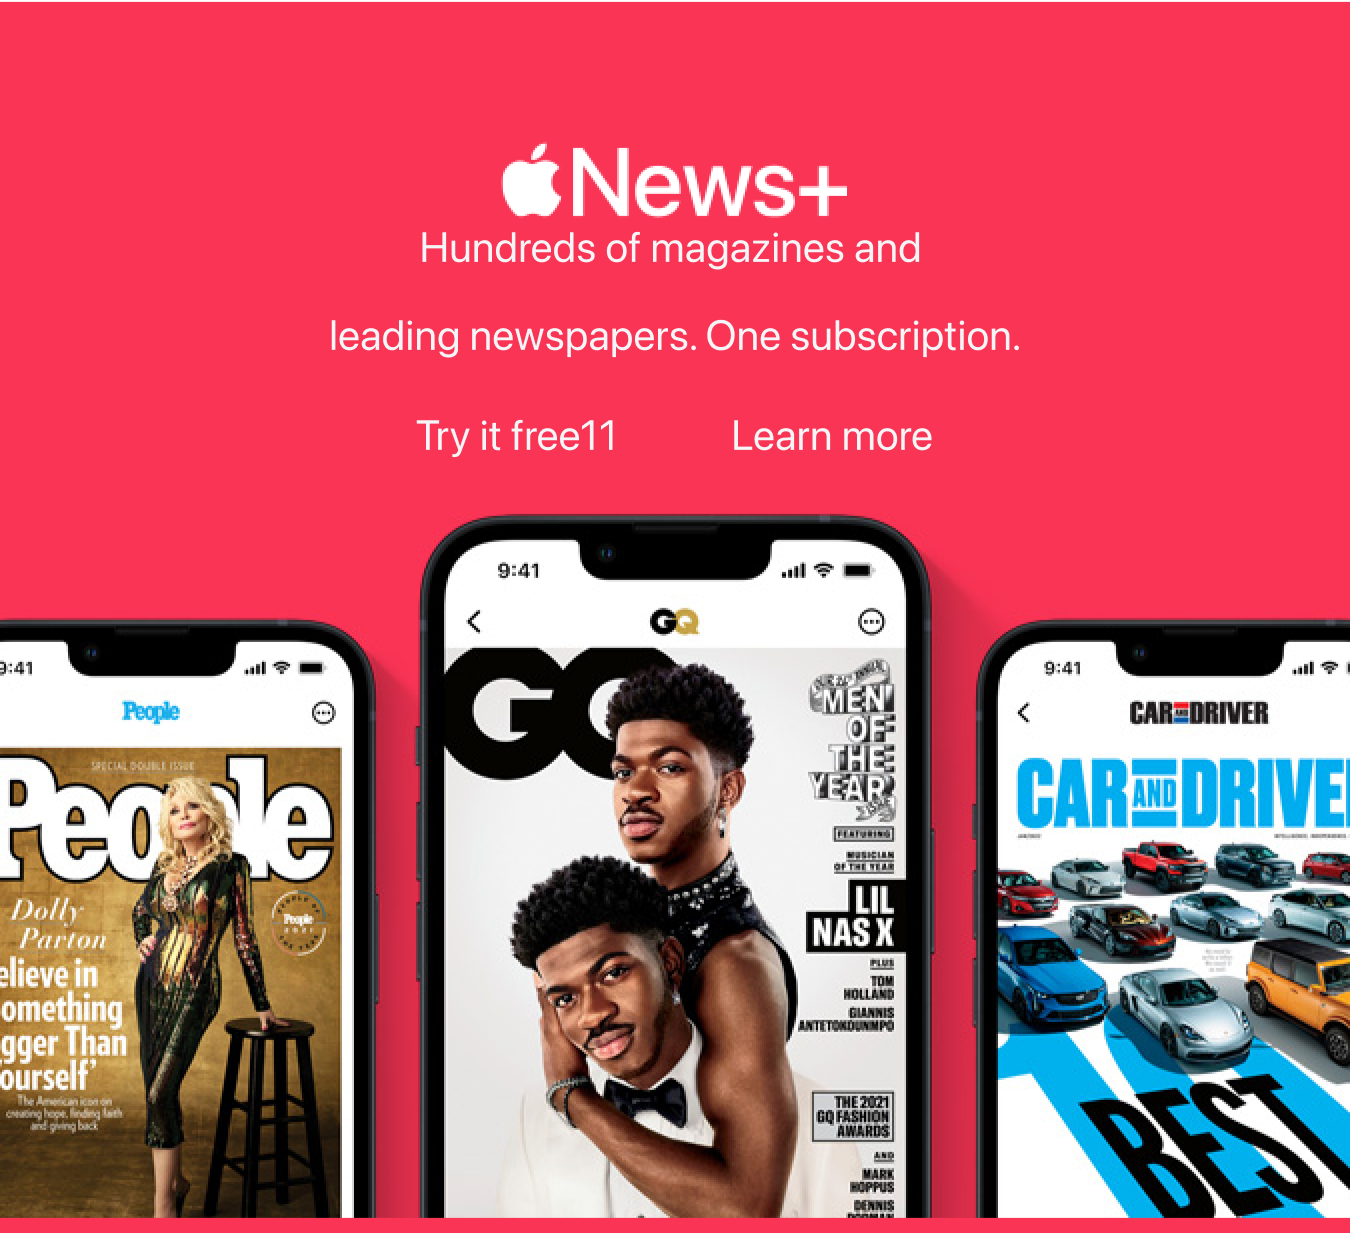 News+
Hundreds of magazines and
leading newspapers. One subscription.
Try it free11
Learn more
9:41
People
SPECIAL DOUBLE ISSUE
People
Dolly
Parton
elieve in
omething
gger Than
ourself'
The American icon on
creating hope, finding faith
and giving back
People
2021
9:41
GQ
GQ
MEN
OF
THE
YEAR
FEATURING
MUSICIAN
OF THE YEAR
LIL
NAS X
PLUS
TOM
HOLLAND
GIANNIS
ANTETOKOUNMPO
THE 2021
GQ FASHION
AWARDS
AND
MARK
HOPPUS
DENNIS
9:41
CAR AND DRIVER
CAR AND DRIVE
BEST